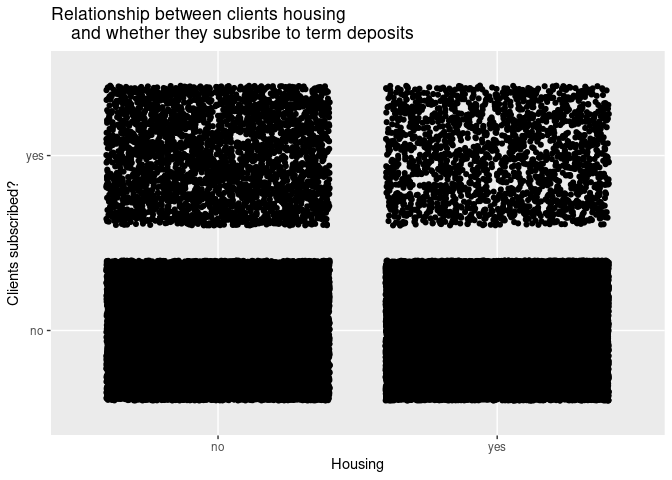 Relationship between clients housing
and whether they subsribe to term deposits
Clients subscribed?
yes
no
no
yes
Housing